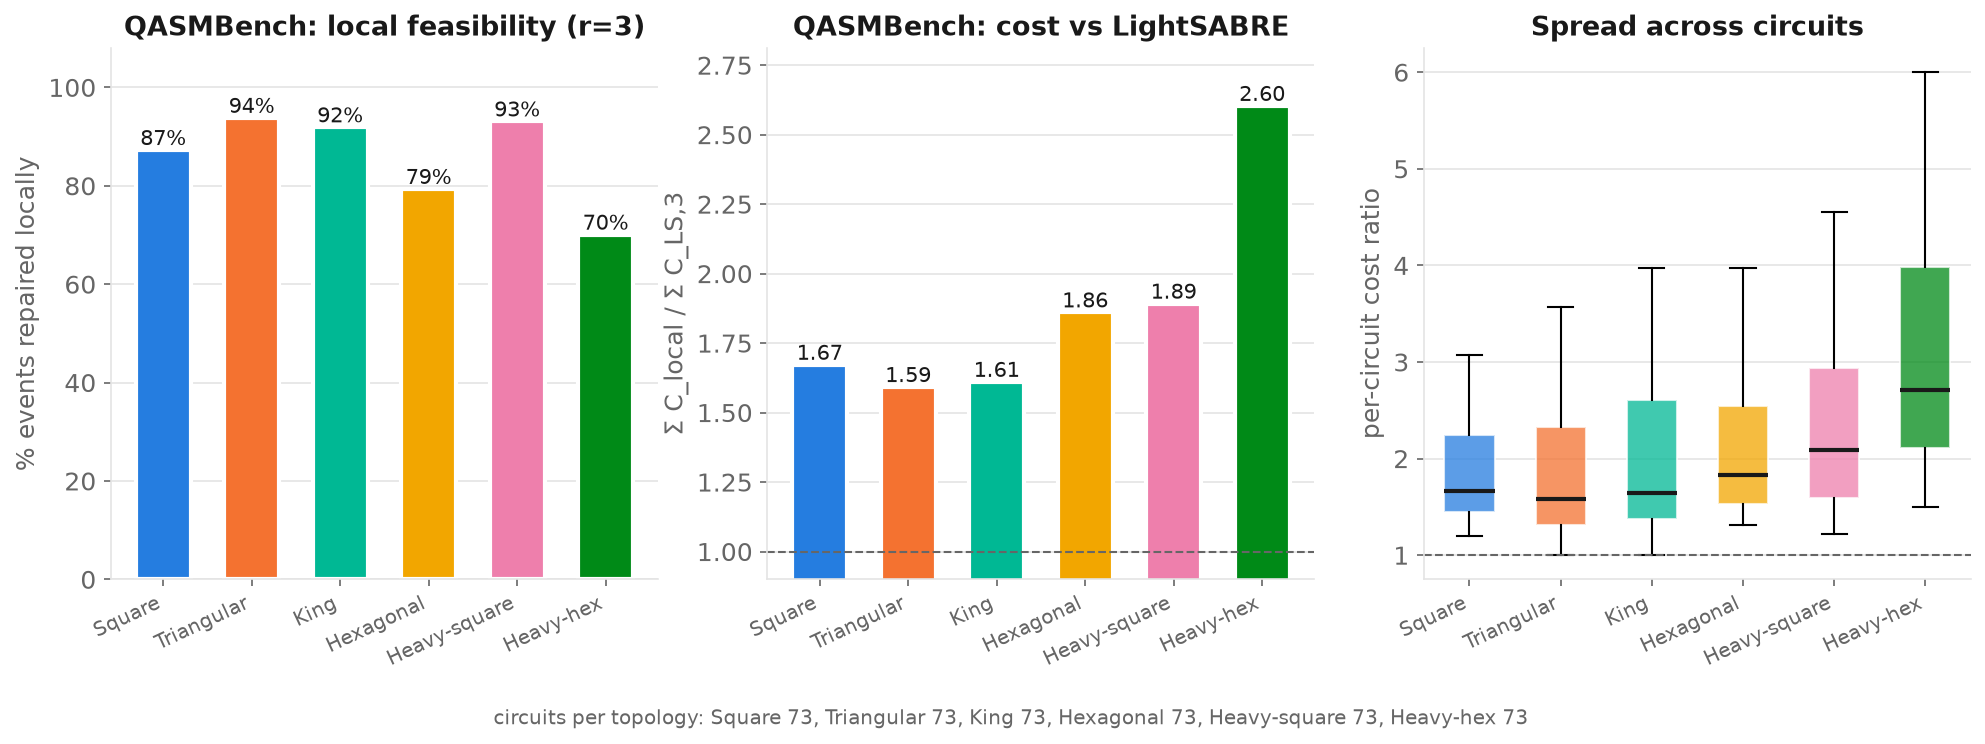 QASMBench: local feasibility (r=3)
% events repaired locally
100
80
60
40
20
0
87%
94%
92%
79%
93%
70%
Square
Triangular
King
Hexagonal
Heavy-square
Heavy-hex
QASMBench: cost vs LightSABRE
Σ C_local / Σ C_LS,3
2.75
2.50
2.25
2.00
1.75
1.50
1.25
1.00
1.67
1.59
1.61
1.86
1.89
2.60
Square
Triangular
King
Hexagonal
Heavy-square
Heavy-hex
Spread across circuits
per-circuit cost ratio
6
5
4
3
2
1
Square
Triangular
King
Hexagonal
Heavy-square
Heavy-hex
circuits per topology: Square 73, Triangular 73, King 73, Hexagonal 73, Heavy-square 73, Heavy-hex 73